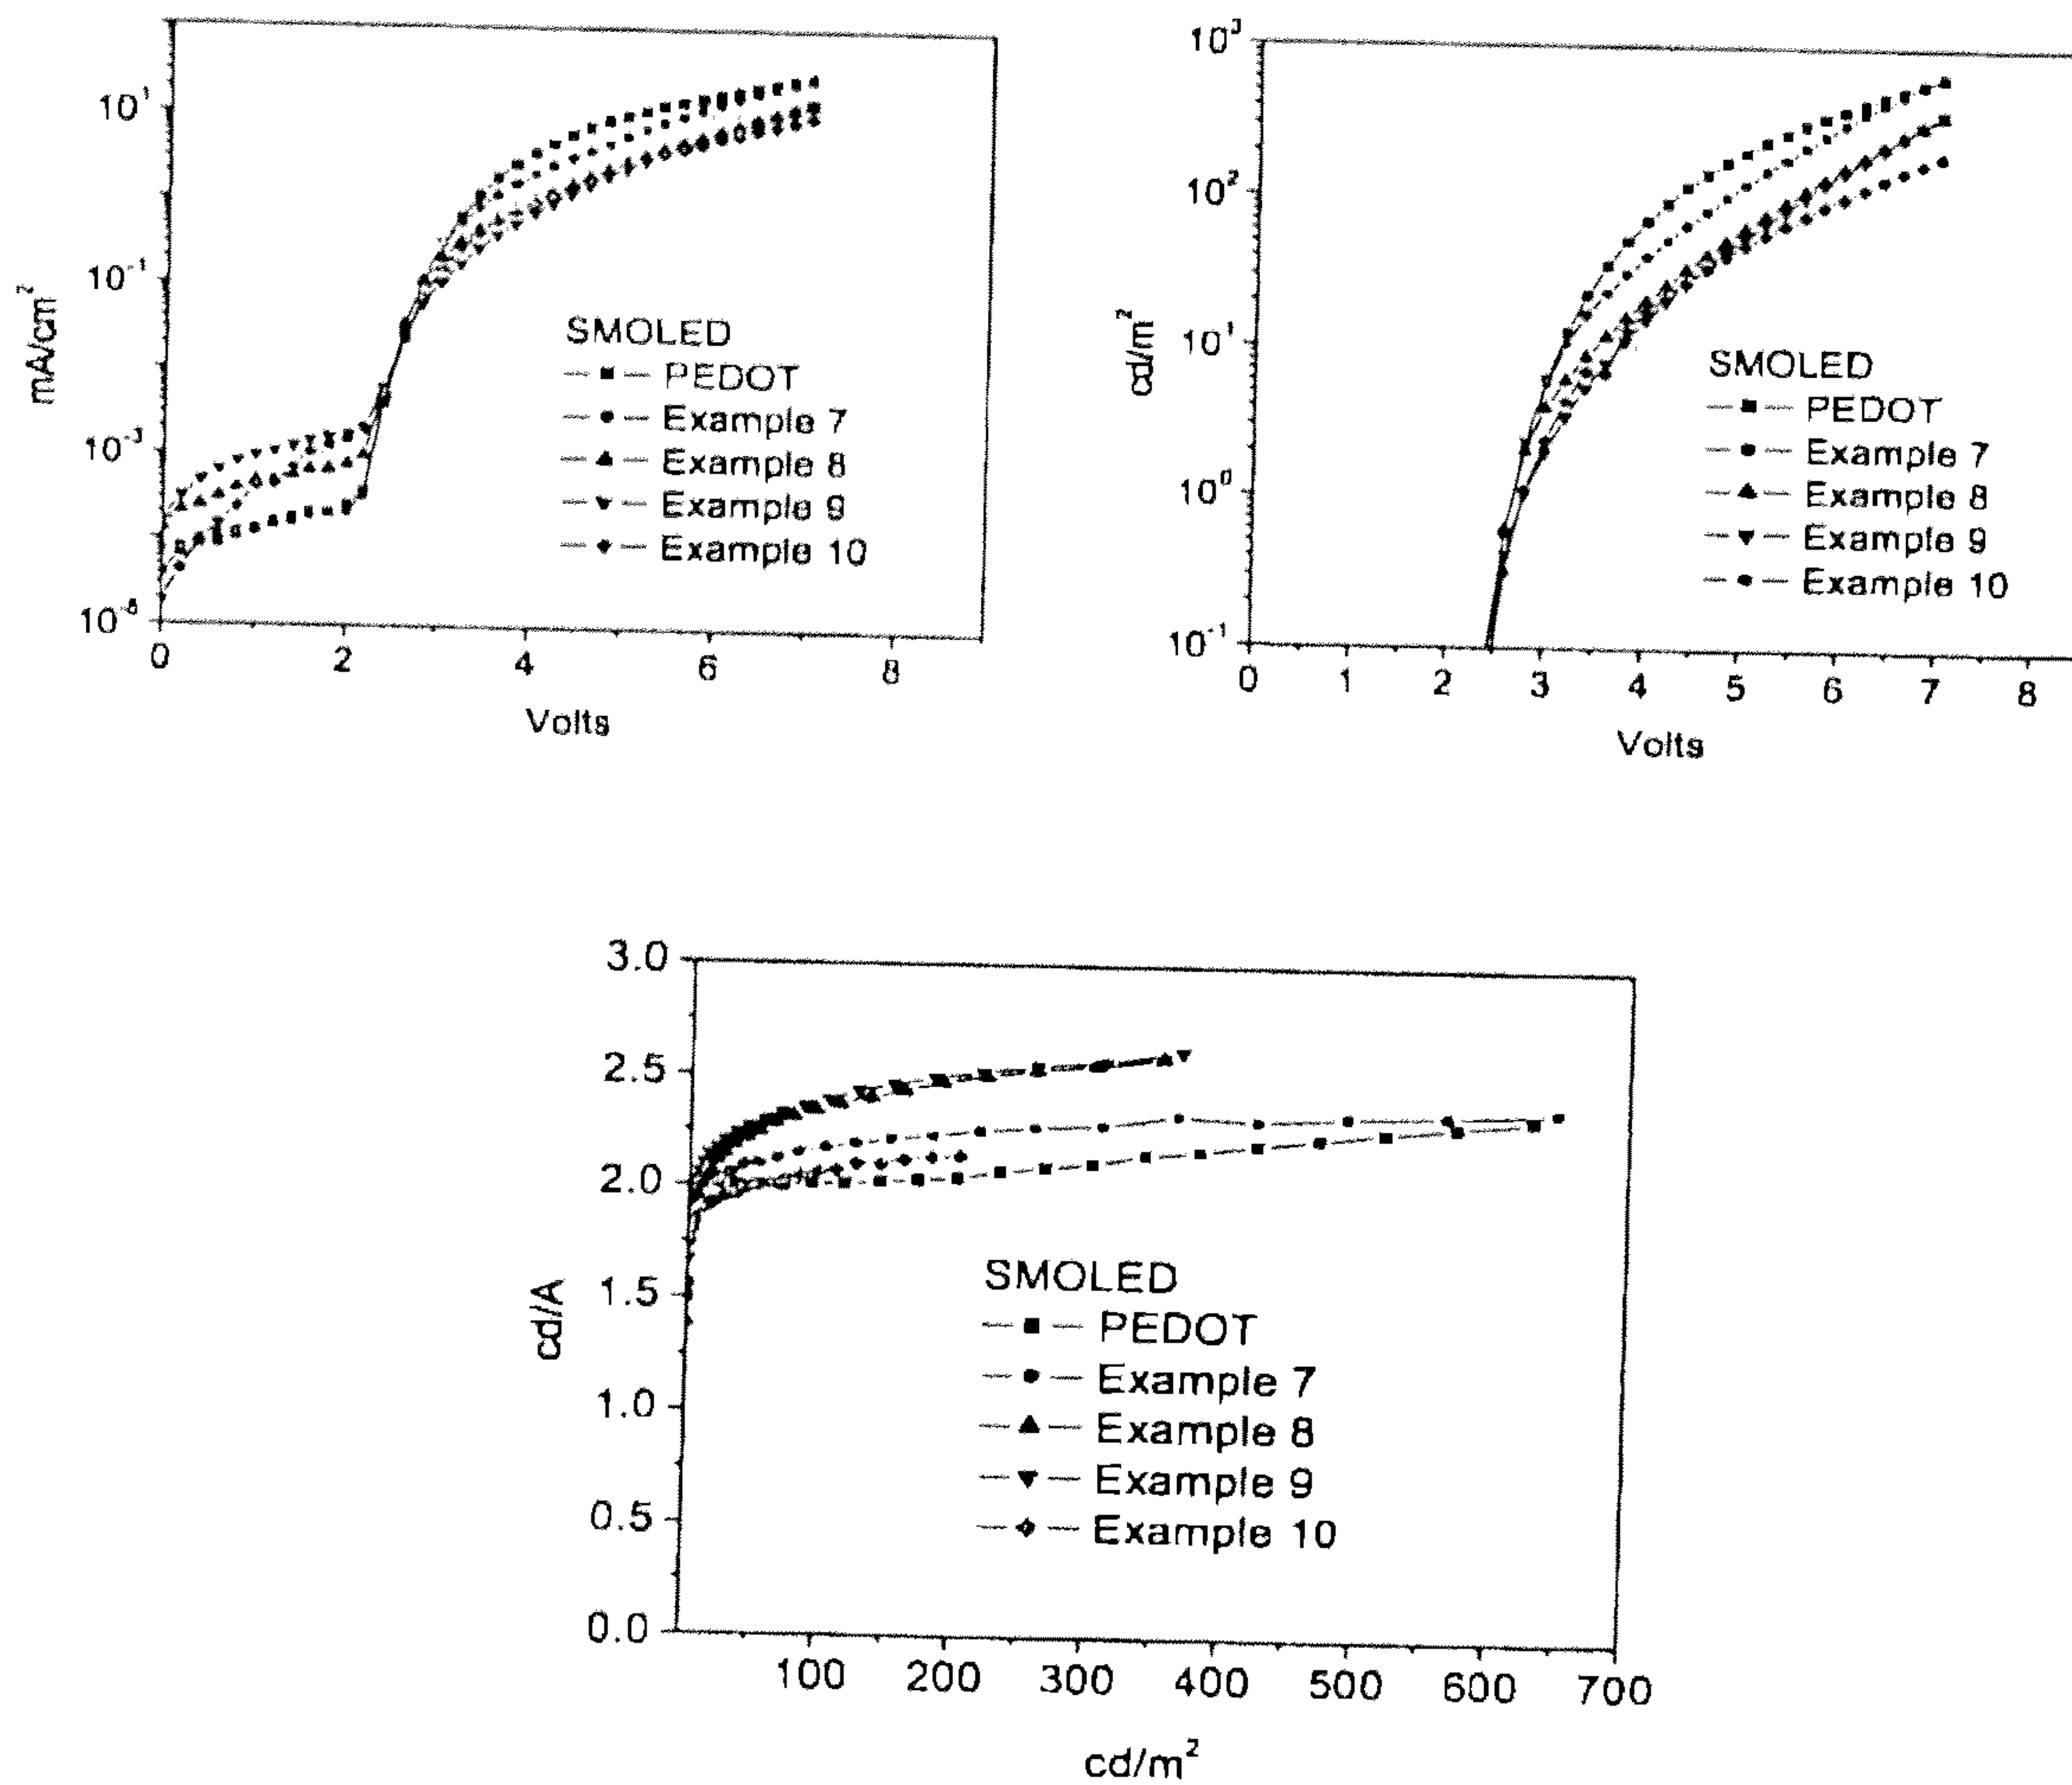 10¹
10⁻¹
10⁻³
10⁻⁵
mA/cm²
0 2 4 6 8
Volts
SMOLED
PEDOT
Example 7
Example 8
Example 9
Example 10
10³
10²
10¹
10⁰
10⁻¹
cd/m²
0 1 2 3 4 5 6 7 8
Volts
SMOLED
PEDOT
Example 7
Example 8
Example 9
Example 10
3.0
2.5
2.0
1.5
1.0
0.5
0.0
cd/A
100 200 300 400 500 600 700
cd/m²
SMOLED
PEDOT
Example 7
Example 8
Example 9
Example 10